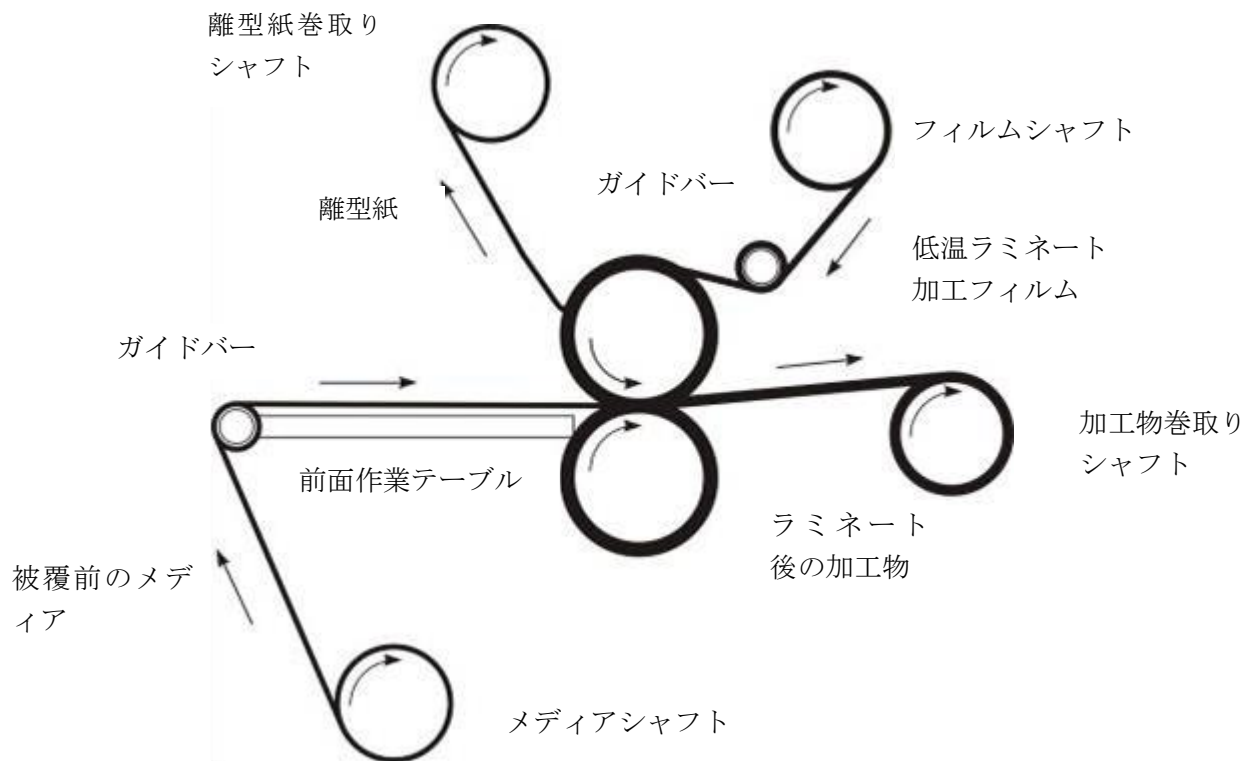 離型紙巻取り
シャフト
フィルムシャフト
ガイドバー
離型紙
低温ラミネート
加工フィルム
ガイドバー
加工物巻取り
シャフト
前面作業テーブル
ラミネート
後の加工物
被覆前のメデ
ィア
メディアシャフト